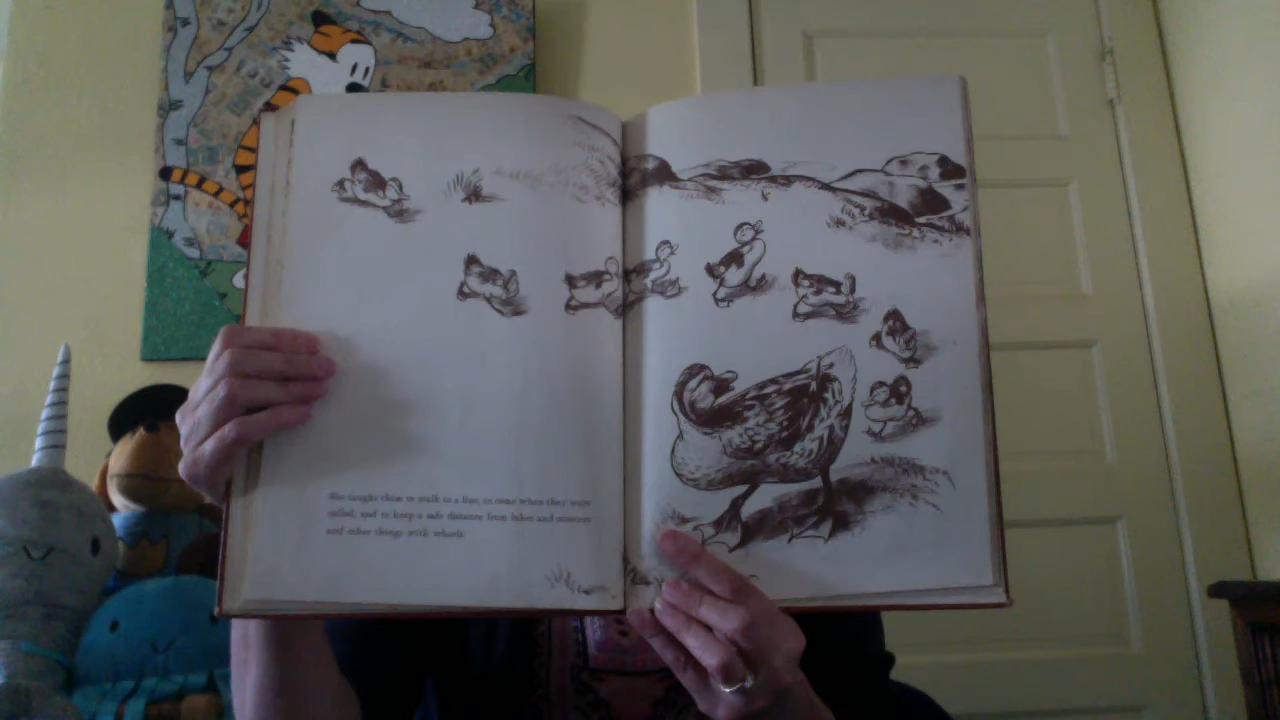 She taught them to walk in a line, to come when they were
called, and to keep a safe distance from bikes and scooters
and other things with wheels.